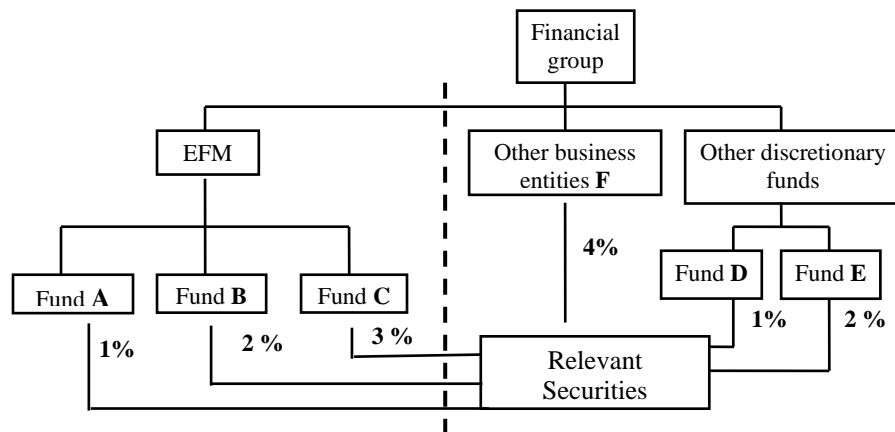 Financial
group
EFM
Other business
entities F
Other discretionary
funds
4%
Fund A
Fund B
Fund C
Fund D
Fund E
1%
2 %
3 %
1%
2 %
Relevant
Securities